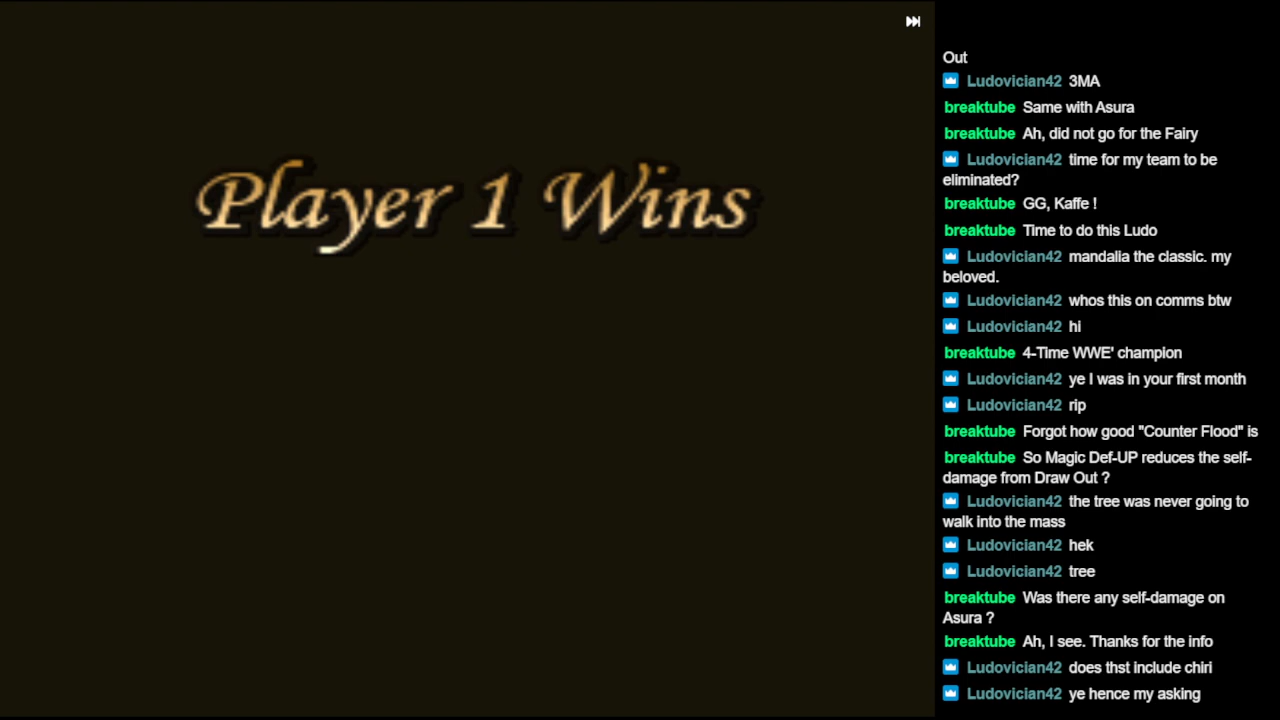 Player 1 Wins
Out
Ludovician42 3MA
breaktube Same with Asura
breaktube Ah, did not go for the Fairy
Ludovician42 time for my team to be
eliminated?
breaktube GG, Kaffe !
breaktube Time to do this Ludo
Ludovician42 mandalia the classic. my
beloved.
Ludovician42 whos this on comms btw
Ludovician42 hi
breaktube 4-Time WWE' champion
Ludovician42 ye I was in your first month
Ludovician42 rip
breaktube Forgot how good "Counter Flood" is
breaktube So Magic Def-UP reduces the self-
damage from Draw Out ?
Ludovician42 the tree was never going to
walk into the mass
Ludovician42 hek
Ludovician42 tree
breaktube Was there any self-damage on
Asura ?
breaktube Ah, I see. Thanks for the info
Ludovician42 does thst include chiri
Ludovician42 ye hence my asking